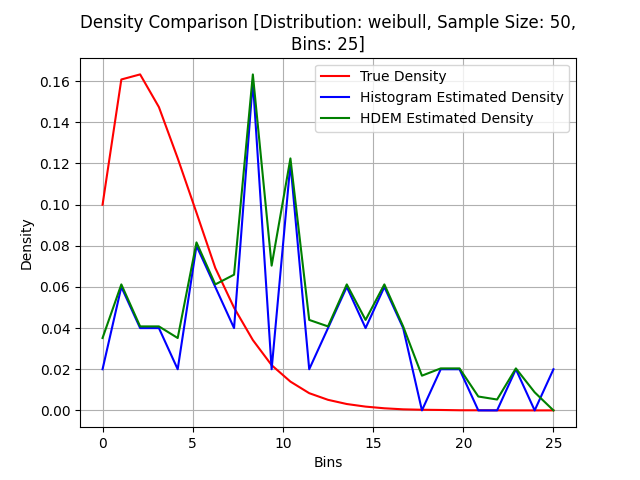 Density Comparison [Distribution: weibull, Sample Size: 50,
Bins: 25]
True Density
Histogram Estimated Density
HDEM Estimated Density
Density
0.16
0.14
0.12
0.10
0.08
0.06
0.04
0.02
0.00
0 5 10 15 20 25
Bins